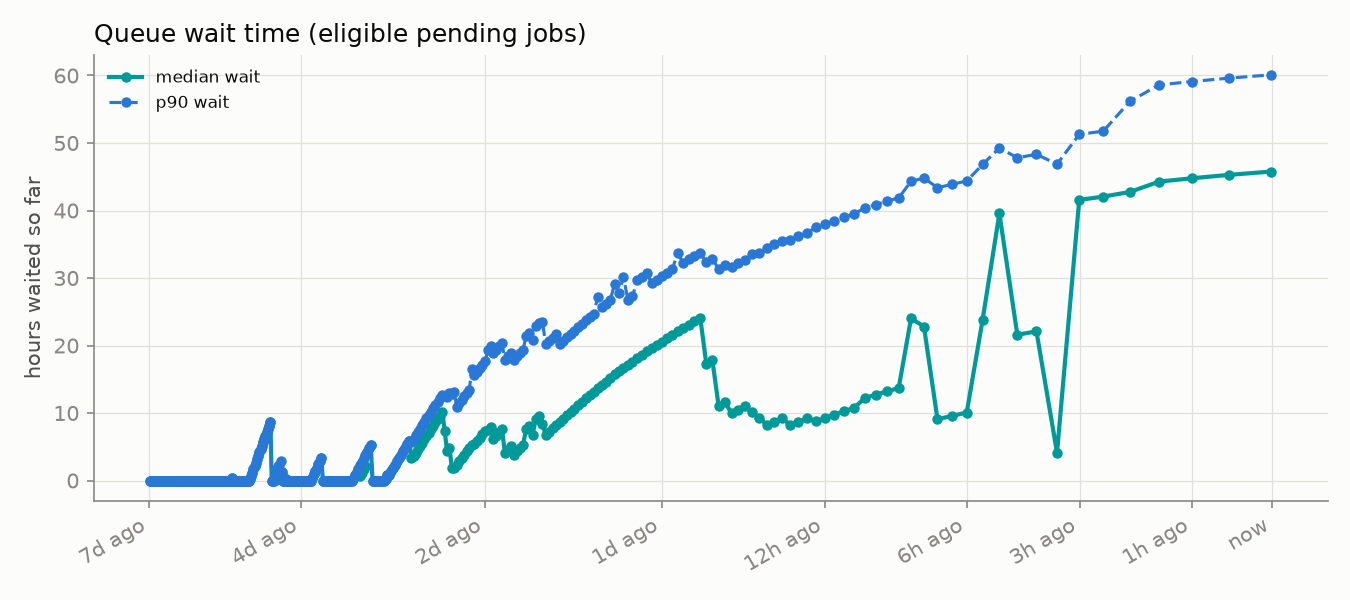 Queue wait time (eligible pending jobs)
median wait
p90 wait
hours waited so far
60
50
40
30
20
10
0
7d ago
4d ago
2d ago
1d ago
12h ago
6h ago
3h ago
1h ago
now